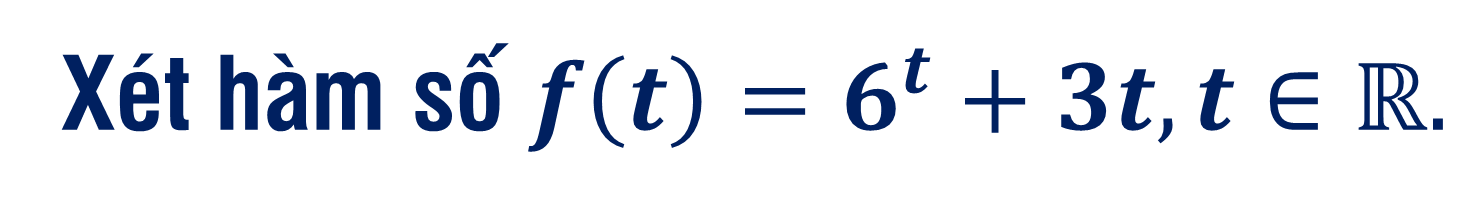 Xét hàm số f(t) = 6^t + 3t, t ∈ ℝ.